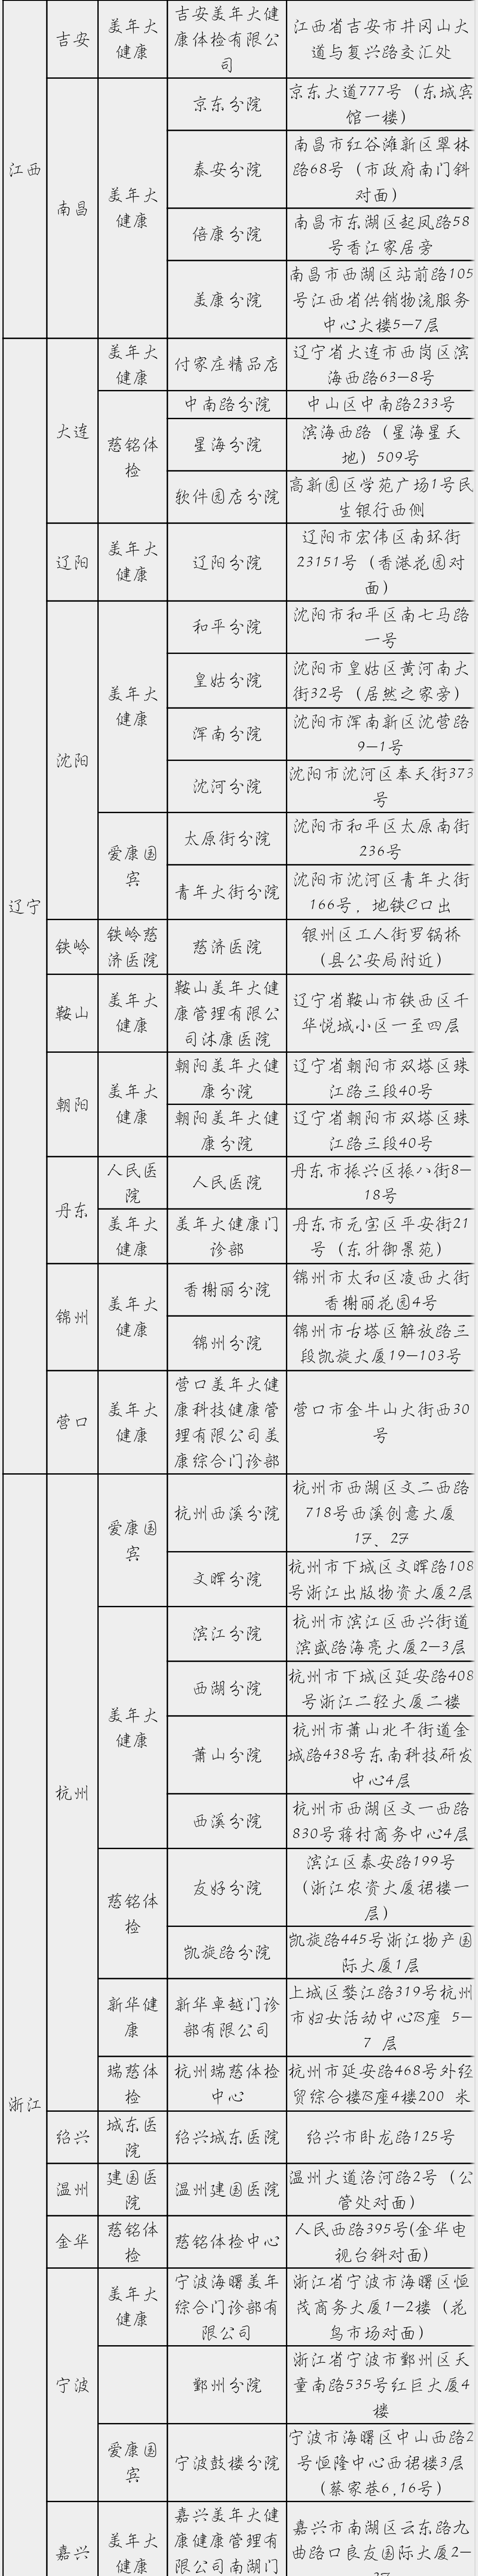 江西
吉安
美年大
健康
吉安美年大健
康体检有限公
司
江西省吉安市井冈山大
道与复兴路交汇处
南昌
美年大
健康
京东分院
京东大道777号（东城宾
馆一楼）
泰安分院
南昌市红谷滩新区翠林
路68号（市政府南门斜
对面）
倍康分院
南昌市东湖区起凤路58
号香江家居旁
美康分院
南昌市西湖区站前路105
号江西省供销物流服务
中心大楼5-7层
辽宁
大连
美年大
健康
付家庄精品店
辽宁省大连市西岗区滨
海西路63-8号
慈铭体
检
中南路分院
中山区中南路233号
星海分院
滨海西路（星海星天
地）509号
软件园店分院
高新园区学苑广场1号民
生银行西侧
辽阳
美年大
健康
辽阳分院
辽阳市宏伟区南环街
23151号（香港花园对
面）
沈阳
美年大
健康
和平分院
沈阳市和平区南七马路
一号
皇姑分院
沈阳市皇姑区黄河南大
街32号（居然之家旁）
浑南分院
沈阳市浑南新区沈营路
9-1号
沈河分院
沈阳市沈河区奉天街373
号
爱康国
宾
太原街分院
沈阳市和平区太原南街
236号
青年大街分院
沈阳市沈河区青年大街
166号，地铁C口出
铁岭
铁岭慈
济医院
慈济医院
银州区工人街罗锅桥
（县公安局附近）
鞍山
美年大
健康
鞍山美年大健
康管理有限公
司沐康医院
辽宁省鞍山市铁西区千
华悦城小区一至四层
朝阳
美年大
健康
朝阳美年大健
康分院
辽宁省朝阳市双塔区珠
江路三段40号
朝阳美年大健
康分院
辽宁省朝阳市双塔区珠
江路三段40号
丹东
人民医
院
人民医院
丹东市振兴区振八街8-
18号
美年大
健康
美年大健康门
诊部
丹东市元宝区平安街21
号（东升御景苑）
锦州
美年大
健康
香榭丽分院
锦州市太和区凌西大街
香榭丽花园4号
锦州分院
锦州市古塔区解放路三
段凯旋大厦19-103号
营口
美年大
健康
营口美年大健
康科技健康管
理有限公司美
康综合门诊部
营口市金牛山大街西30
号
浙江
杭州
爱康国
宾
杭州西溪分院
杭州市西湖区文二西路
718号西溪创意大厦
1F、2F
文晖分院
杭州市下城区文晖路108
号浙江出版物资大厦2层
美年大
健康
滨江分院
杭州市滨江区西兴街道
滨盛路海亮大厦2-3层
西湖分院
杭州市下城区延安路408
号浙江二轻大厦二楼
萧山分院
杭州市萧山北干街道金
城路438号东南科技研发
中心4层
西溪分院
杭州市西湖区文一西路
830号蒋村商务中心4层
慈铭体
检
友好分院
滨江区泰安路199号
（浙江农资大厦裙楼一
层）
凯旋路分院
凯旋路445号浙江物产国
际大厦1层
新华健
康
新华卓越门诊
部有限公司
上城区婺江路319号杭州
市妇女活动中心B座 5-
7 层
瑞慈体
检
杭州瑞慈体检
中心
杭州市延安路468号外经
贸综合楼B座4楼200 米
绍兴
城东医
院
绍兴城东医院
绍兴市卧龙路125号
温州
建国医
院
温州建国医院
温州大道洛河路2号（公
管处对面）
金华
慈铭体
检
慈铭体检中心
人民西路395号(金华电
视台斜对面)
宁波
美年大
健康
宁波海曙美年
综合门诊部有
限公司
浙江省宁波市海曙区恒
茂商务大厦1-2楼（花
鸟市场对面）
鄞州分院
浙江省宁波市鄞州区天
童南路535号红巨大厦4
楼
爱康国
宾
宁波鼓楼分院
宁波市海曙区中山西路2
号恒隆中心西裙楼3层
（蔡家巷6,16号）
嘉兴
美年大
健康
嘉兴美年大健
康健康管理有
限公司南湖门
嘉兴市南湖区云东路九
曲路口良友国际大厦2-